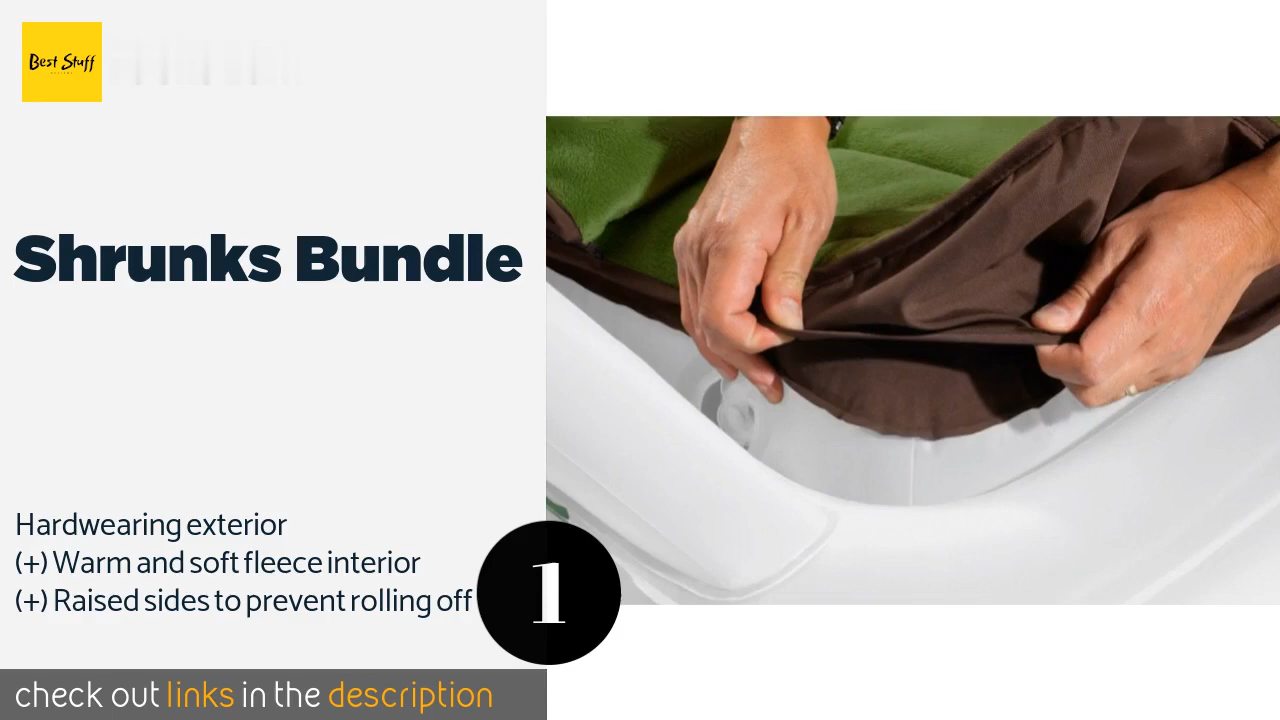 Best Stuff
Shrunks Bundle
Hardwearing exterior
(+) Warm and soft fleece interior
(+) Raised sides to prevent rolling off
1
check out links in the description